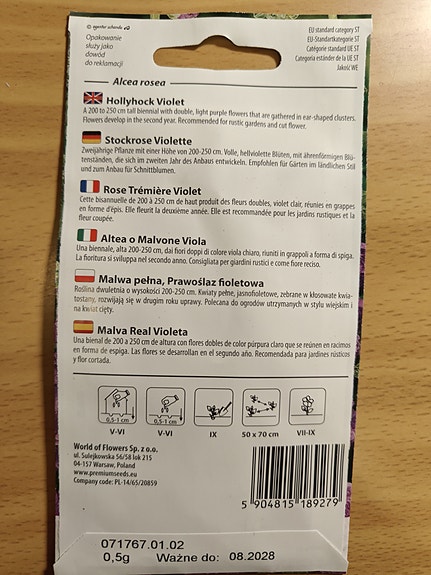 © agencjar schanda
Opakowanie
służy jako
dowód
do reklamacji
EU standard category ST
EU-Standartkategorie ST
Catégorie standard UE ST
Categoria estánder de la UE ST
Jakość WE
Alcea rosea
Hollyhock Violet
A 200 to 250 cm tall biennial with double, light purple flowers that are gathered in ear-shaped clusters.
Flowers develop in the second year. Recommended for rustic gardens and cut flower.
Stockrose Violette
Zweijährige Pflanze mit einer Höhe von 200-250 cm. Volle, hellviolette Blüten, mit ährenförmigen Blü-
tenständen, die sich im zweiten Jahr des Anbaus entwickeln. Empfohlen für Gärten im ländlichen Stil
und zum Anbau für Schnittblumen.
Rose Trémière Violet
Cette bisannuelle de 200 à 250 cm de haut produit des fleurs doubles, violet clair, réunies en grappes
en forme d'épis. Elle fleurit la deuxième année. Elle est recommandée pour les jardins rustiques et la
fleur coupée.
Altea o Malvone Viola
Una biennale, alta 200-250 cm, dai fiori doppi di colore viola chiaro, riuniti in grappoli a forma di spiga.
La fioritura si sviluppa nel secondo anno. Consigliata per giardini rustici e come fiore reciso.
Malwa pełna, Prawoślaz fioletowa
Roślina dwuletnia o wysokości 200-250 cm. Kwiaty pełne, jasnofioletowe, zebrane w kłosowate kwia-
tostany, rozwijają się w drugim roku uprawy. Polecana do ogrodów utrzymanych w stylu wiejskim i
na kwiat cięty.
Malva Real Violeta
Una bienal de 200 a 250 cm de altura con flores dobles de color púrpura claro que se reúnen en racimos
en forma de espiga. Las flores se desarrollan en el segundo año. Recomendada para jardines rústicos
y flor cortada.
0,5-1 cm 0,5-1 cm
V-VI V-VI IX 50 x 70 cm VII-IX
World of Flowers Sp. z o.o.
ul. Sulejkowska 56/58 lok 215
04-157 Warsaw, Poland
www.premiumseeds.eu
Company code: PL-14/65/20859
5 904815 189279
071767.01.02
0,5g Ważne do: 08.2028